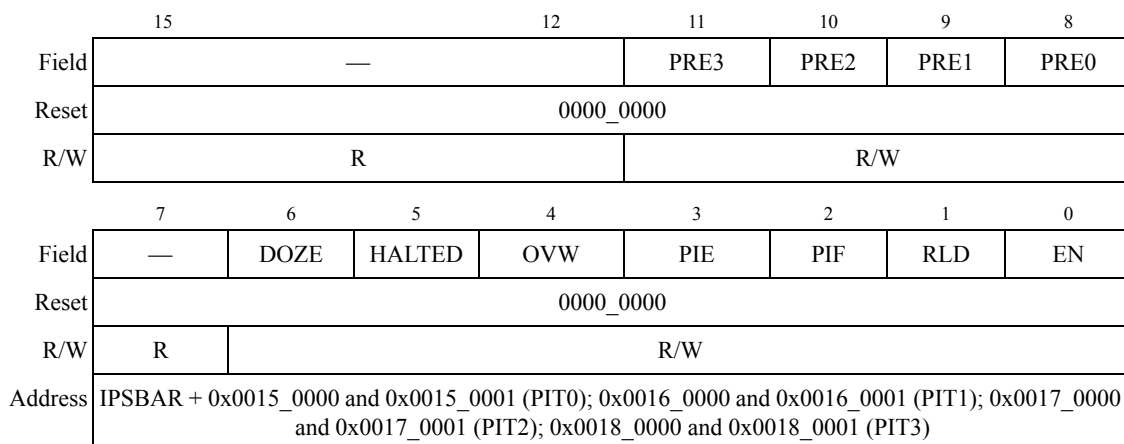 15 12 11 10 9 8
Field — PRE3 PRE2 PRE1 PRE0
Reset 0000_0000
R/W R R/W
7 6 5 4 3 2 1 0
Field — DOZE HALTED OVW PIE PIF RLD EN
Reset 0000_0000
R/W R R/W
Address IPSBAR + 0x0015_0000 and 0x0015_0001 (PIT0); 0x0016_0000 and 0x0016_0001 (PIT1); 0x0017_0000
and 0x0017_0001 (PIT2); 0x0018_0000 and 0x0018_0001 (PIT3)